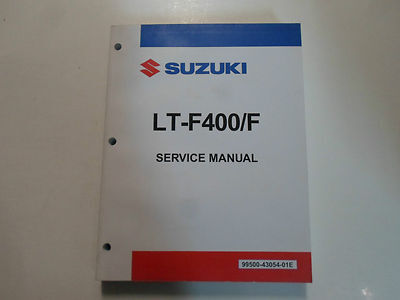 SUZUKI
LT-F400/F
SERVICE MANUAL
99500-43054-01E